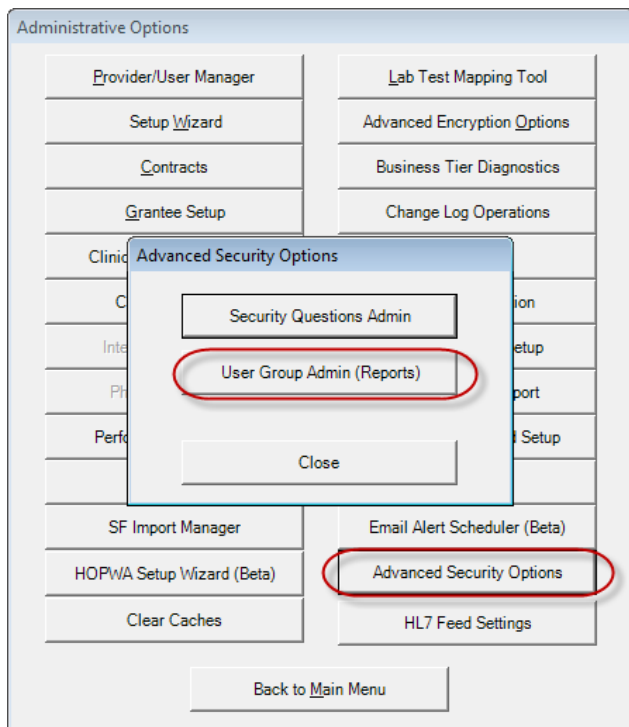 Administrative Options
Provider/User Manager
Lab Test Mapping Tool
Setup Wizard
Advanced Encryption Options
Contracts
Business Tier Diagnostics
Grantee Setup
Change Log Operations
Clinic
Advanced Security Options
Security Questions Admin
User Group Admin (Reports)
Close
SF Import Manager
Email Alert Scheduler (Beta)
HOPWA Setup Wizard (Beta)
Advanced Security Options
Clear Caches
HL7 Feed Settings
Back to Main Menu